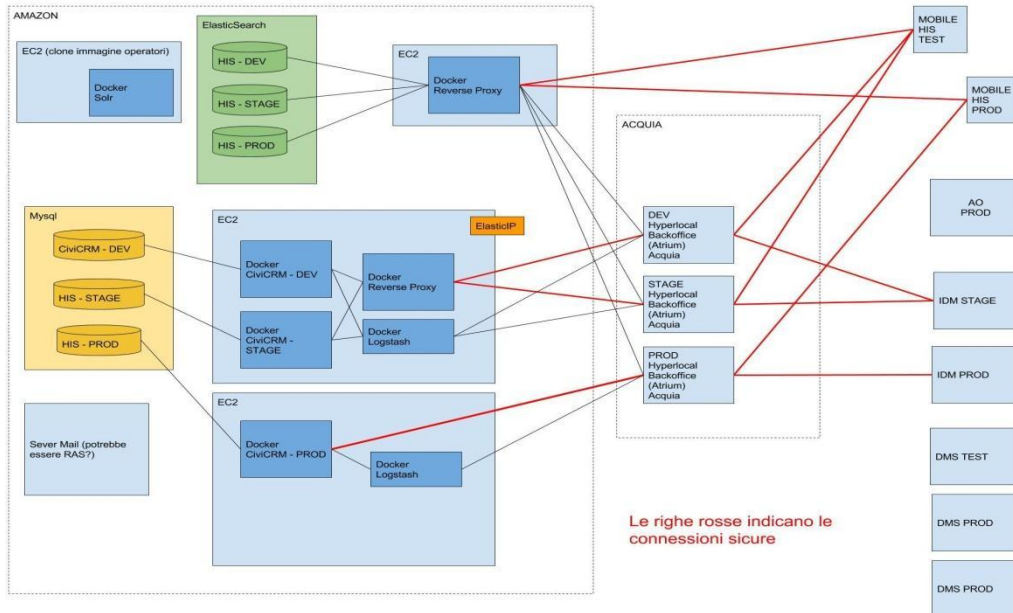 AMAZON
EC2 (clone immagine operatori)
Docker
Solr
ElasticSearch
HIS - DEV
HIS - STAGE
HIS - PROD
EC2
Docker
Reverse Proxy
MOBILE
HIS
TEST
MOBILE
HIS
PROD
ACQUIA
AO
PROD
Mysql
CiviCRM - DEV
HIS - STAGE
HIS - PROD
EC2
ElasticIP
Docker
CiviCRM - DEV
Docker
Reverse Proxy
Docker
CiviCRM -
STAGE
Docker
Logstash
DEV
Hyperlocal
Backoffice
(Atrium)
Acquia
STAGE
Hyperlocal
Backoffice
(Atrium)
Acquia
PROD
Hyperlocal
Backoffice
(Atrium)
Acquia
IDM STAGE
IDM PROD
Sever Mail (potrebbe
essere RAS?)
EC2
Docker
CiviCRM - PROD
Docker
Logstash
Le righe rosse indicano le
connessioni sicure
DMS TEST
DMS PROD
DMS PROD